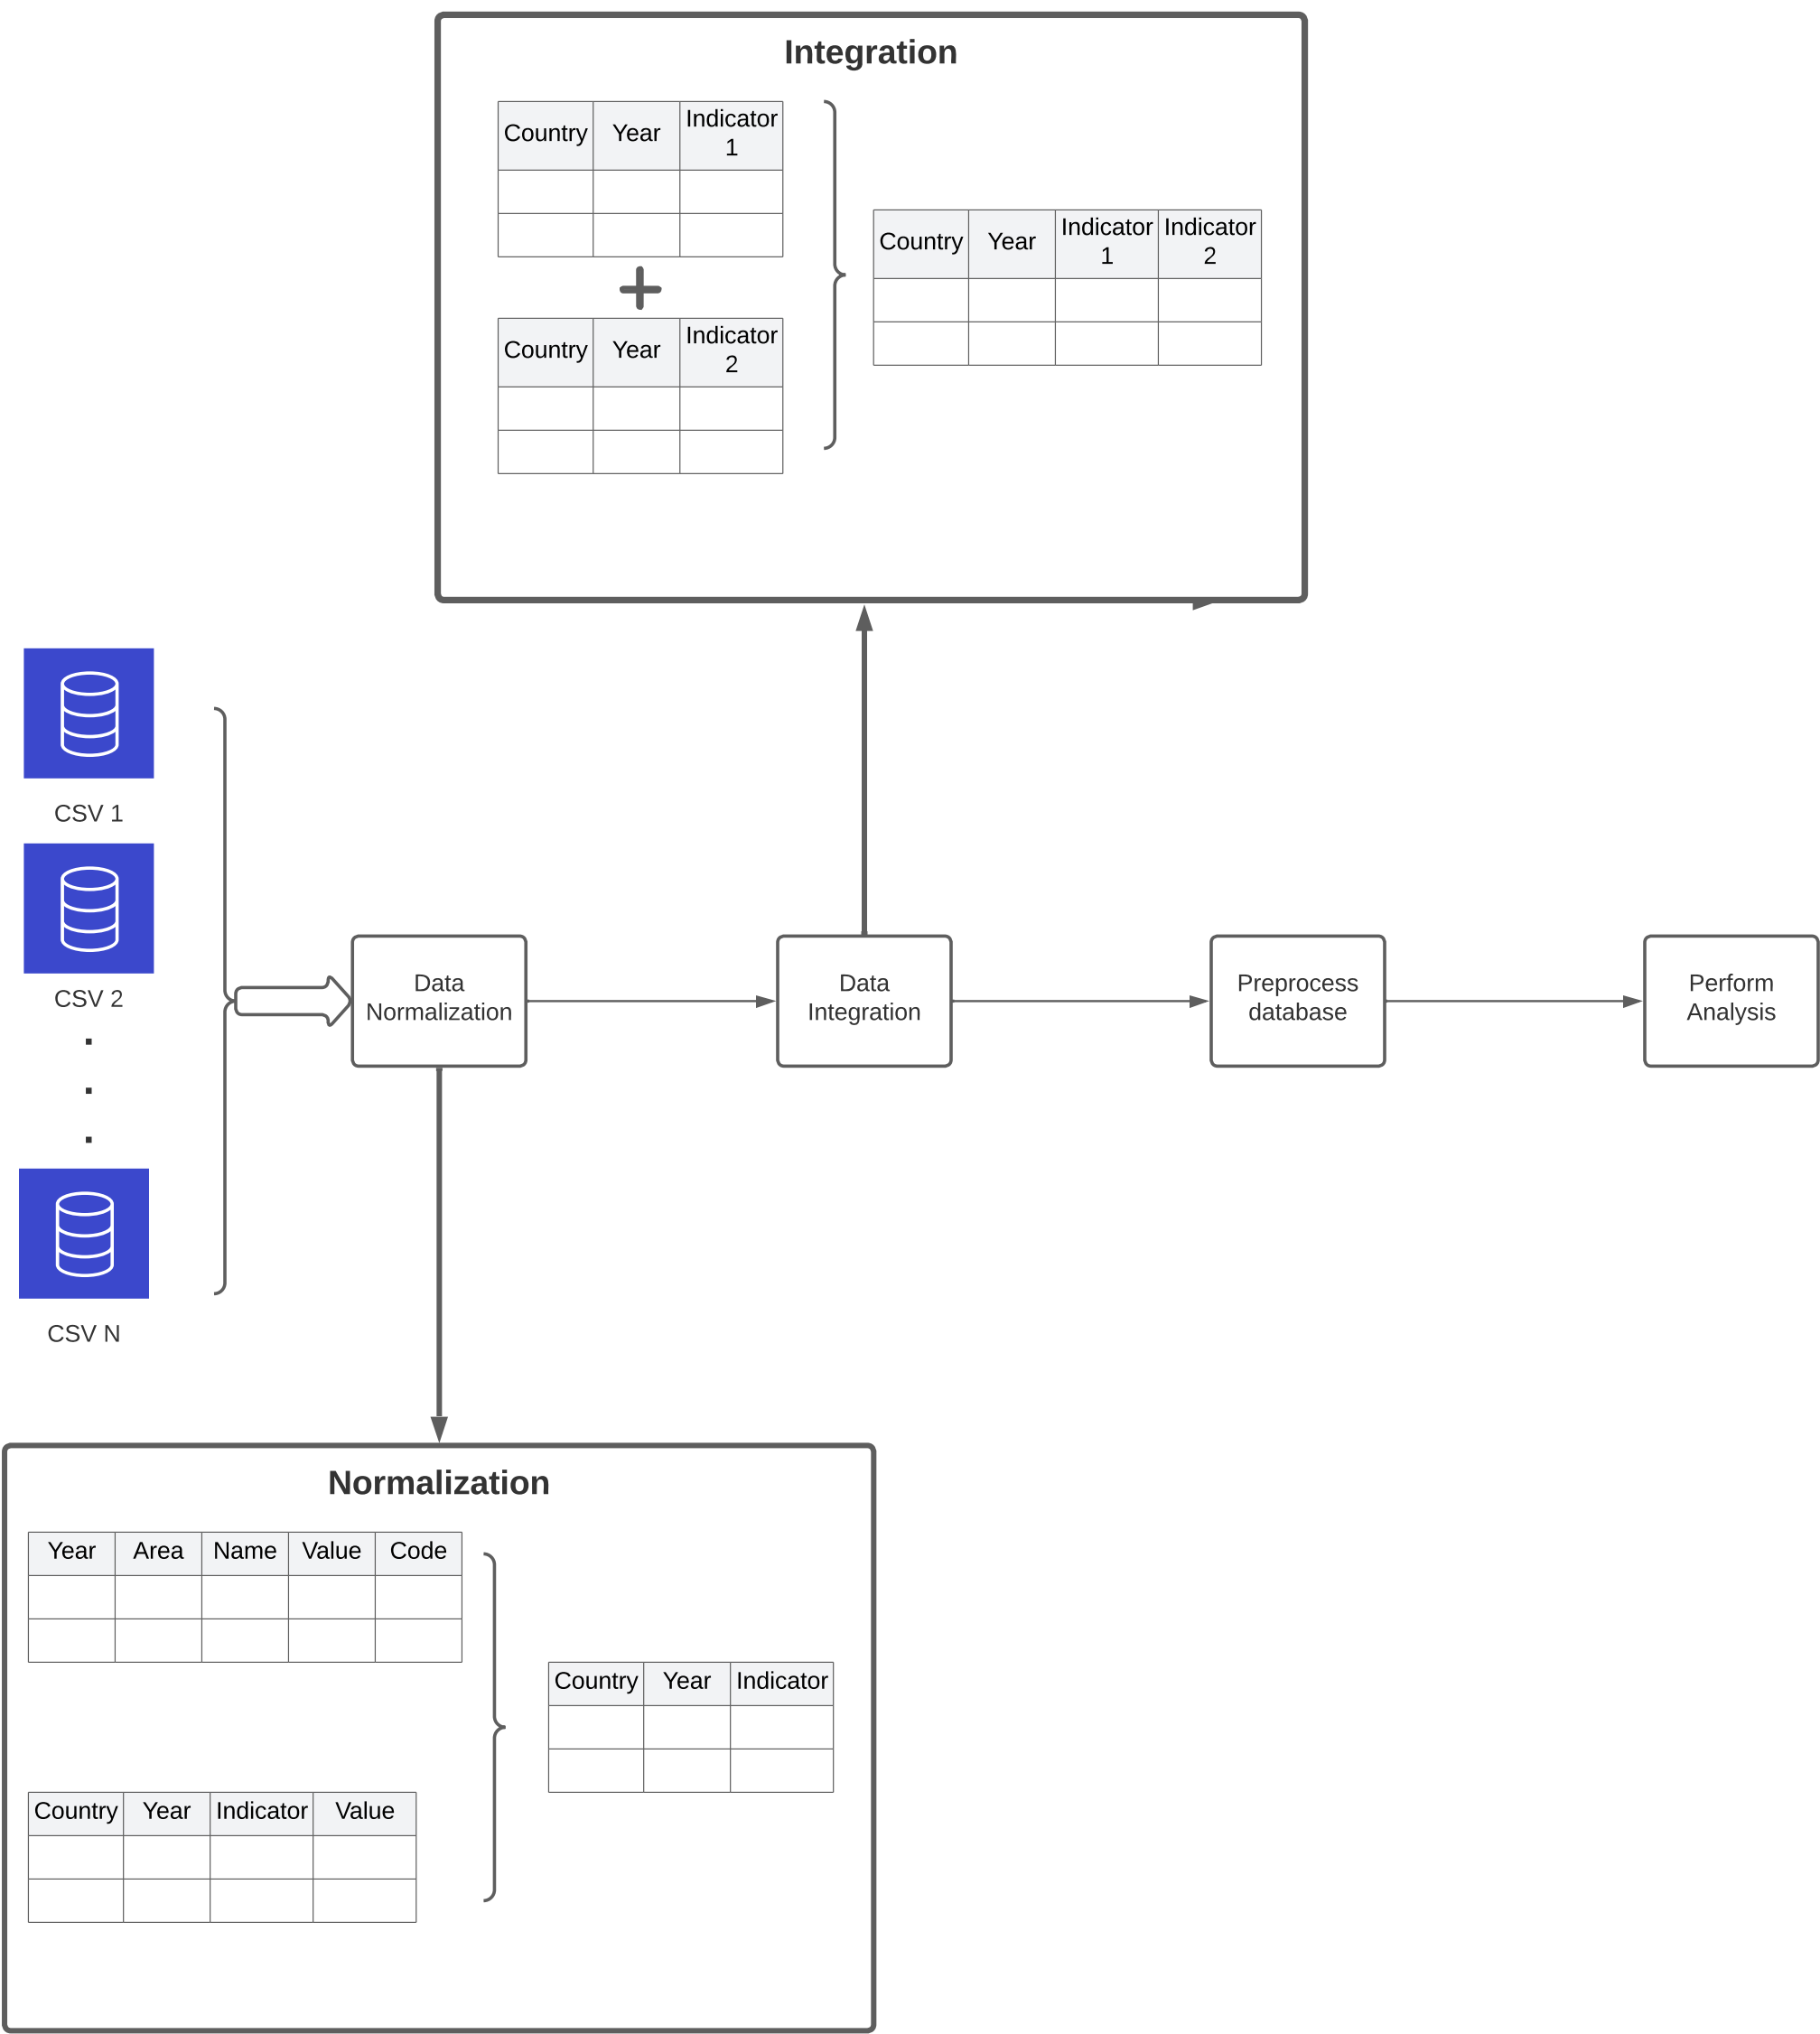 Integration
Country Year Indicator
1
Country Year Indicator
2
Country Year Indicator Indicator
1 2
CSV 1
CSV 2
.
.
.
CSV N
Data
Normalization
Data
Integration
Preprocess
database
Perform
Analysis
Normalization
Year Area Name Value Code
Country Year Indicator
Country Year Indicator Value